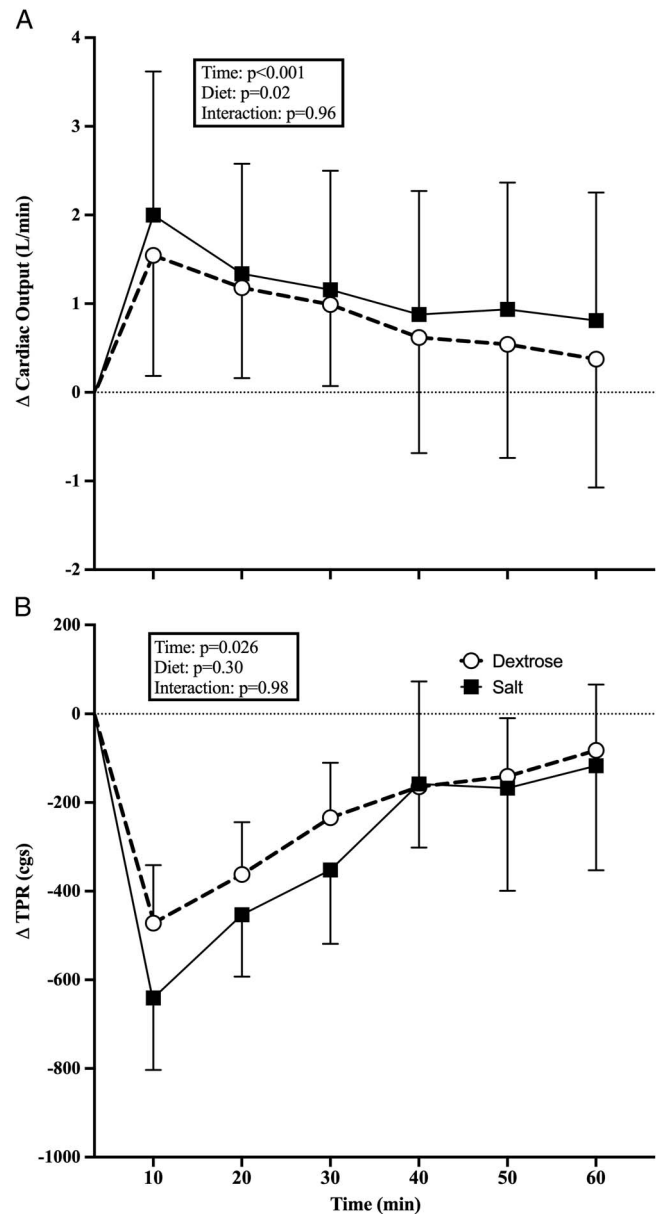 A
4
Time: p<0.001
Diet: p=0.02
Interaction: p=0.96
3
2
1
0
-1
-2
Δ Cardiac Output (L/min)
B
200
Time: p=0.026
Diet: p=0.30
Interaction: p=0.98
Dextrose
Salt
0
-200
-400
-600
-800
-1000
Δ TPR (cgs)
10 20 30 40 50 60
Time (min)